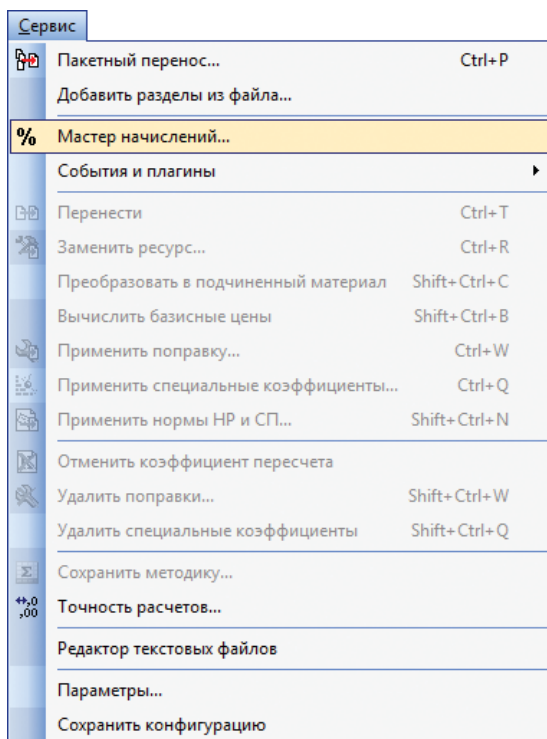 Сервис
Пакетный перенос... Ctrl+P
Добавить разделы из файла...
% Мастер начислений...
События и плагины
Перенести Ctrl+T
Заменить ресурс... Ctrl+R
Преобразовать в подчиненный материал Shift+Ctrl+C
Вычислить базисные цены Shift+Ctrl+B
Применить поправку... Ctrl+W
Применить специальные коэффициенты... Ctrl+Q
Применить нормы НР и СП... Shift+Ctrl+N
Отменить коэффициент пересчета
Удалить поправки... Shift+Ctrl+W
Удалить специальные коэффициенты Shift+Ctrl+Q
Σ Сохранить методику...
,0 ,00 Точность расчетов...
Редактор текстовых файлов
Параметры...
Сохранить конфигурацию